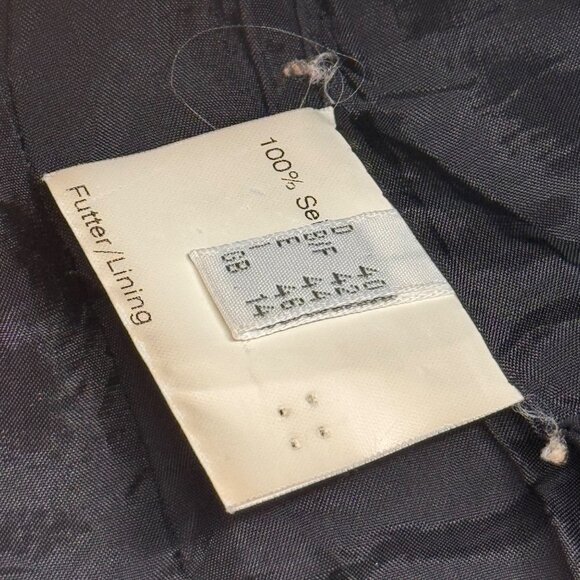 100% Se
D 40
B/F 42
E 44
I 46
GB 14
Futter/Lining